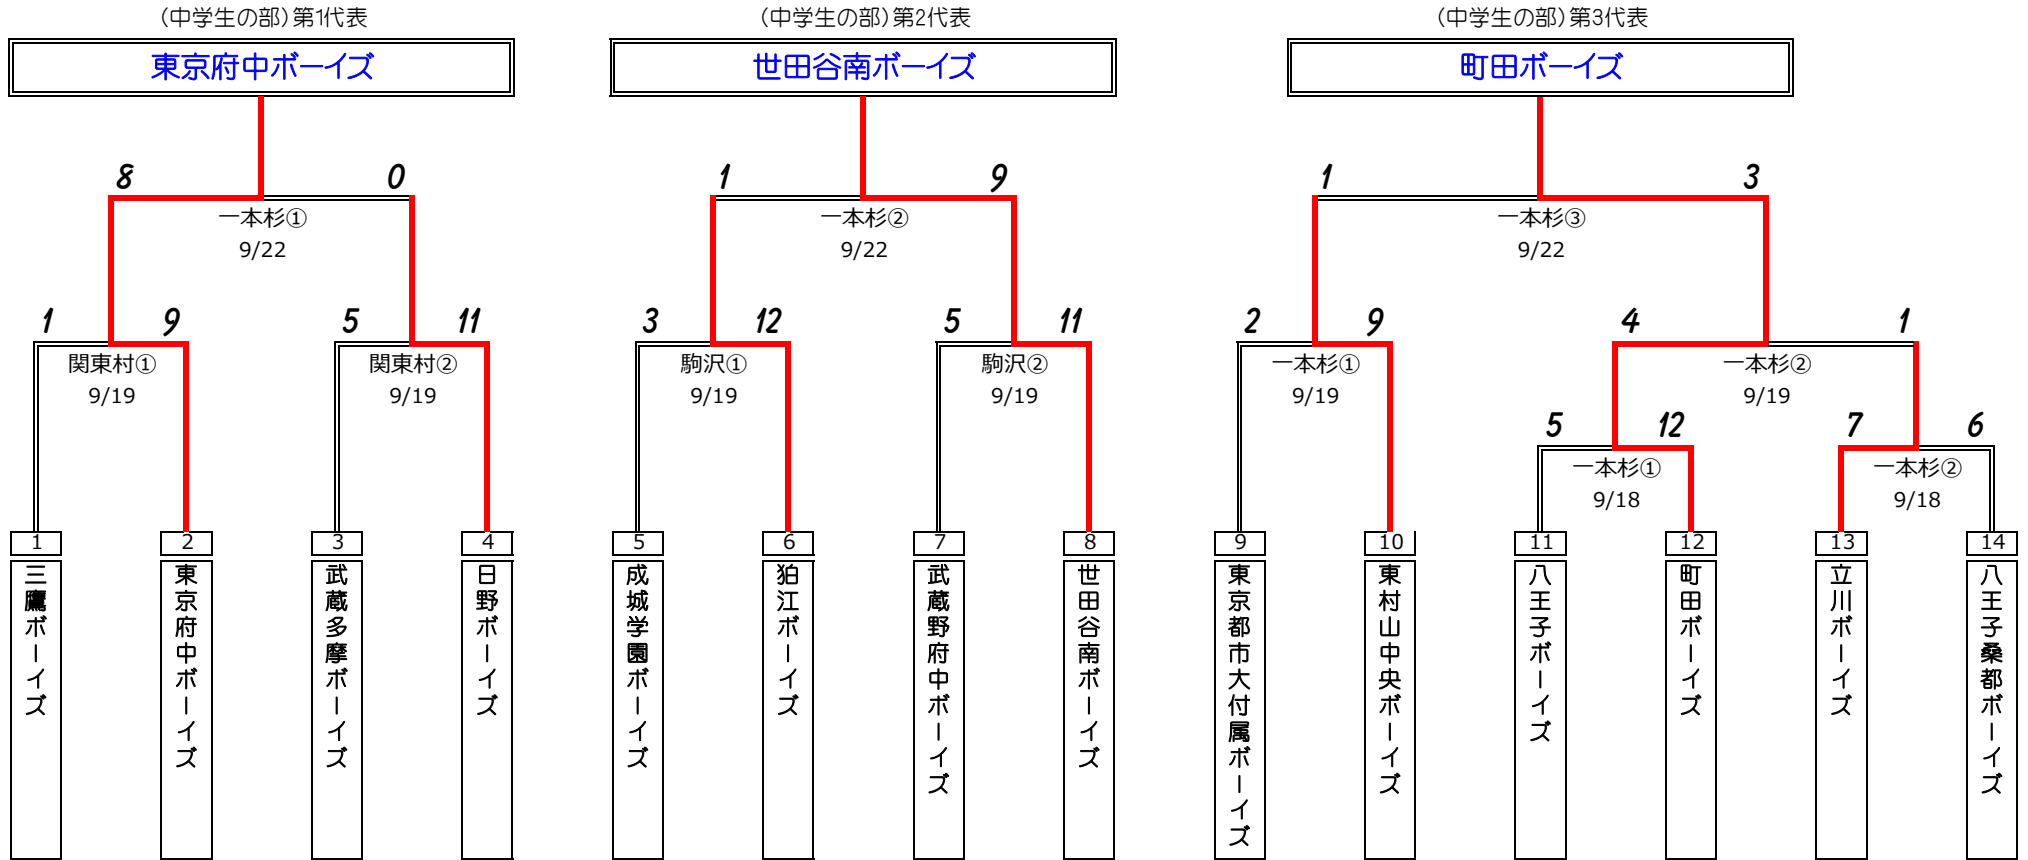 （中学生の部）第1代表
（中学生の部）第2代表
（中学生の部）第3代表
東京府中ボーイズ
世田谷南ボーイズ
町田ボーイズ
8
0
1
9
1
3
一本杉①
9/22
一本杉②
9/22
一本杉③
9/22
1
9
5
11
3
12
5
11
2
9
4
1
関東村①
9/19
関東村②
9/19
駒沢①
9/19
駒沢②
9/19
一本杉①
9/19
一本杉②
9/19
5
12
7
6
一本杉①
9/18
一本杉②
9/18
1
2
3
4
5
6
7
8
9
10
11
12
13
14
三鷹ボーイズ
東京府中ボーイズ
武蔵多摩ボーイズ
日野ボーイズ
成城学園ボーイズ
狛江ボーイズ
武蔵野府中ボーイズ
世田谷南ボーイズ
東京都市大付属ボーイズ
東村山中央ボーイズ
八王子ボーイズ
町田ボーイズ
立川ボーイズ
八王子桑都ボーイズ